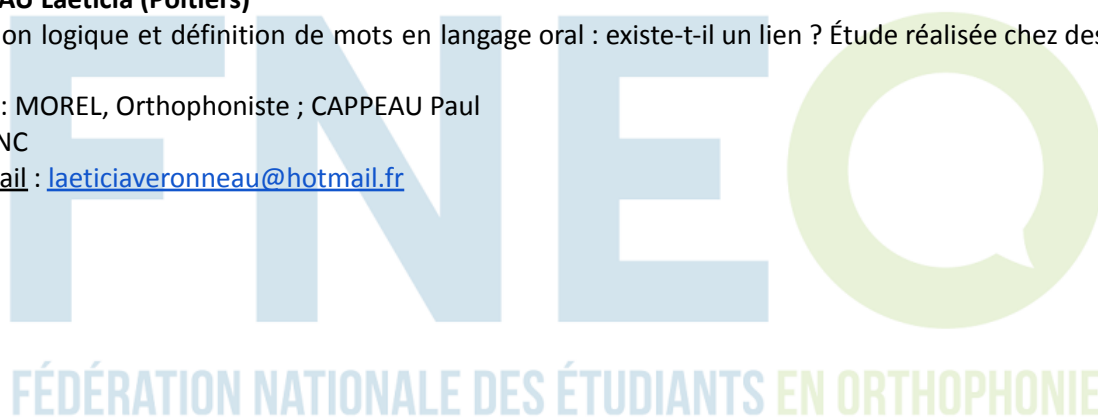 AU Laeticia (Poitiers)
on logique et définition de mots en langage oral : existe-t-il un lien ? Étude réalisée chez des
: MOREL, Orthophoniste ; CAPPEAU Paul
NC
ail : laeticiaveronneau@hotmail.fr
FNEO
FÉDÉRATION NATIONALE DES ÉTUDIANTS EN ORTHOPHONIE